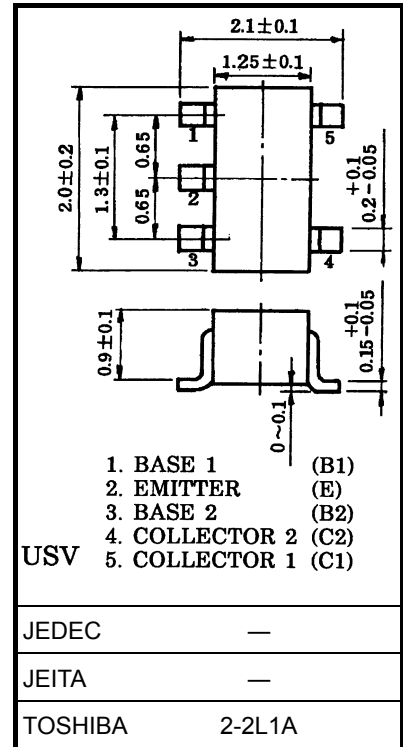 2.1±0.1
1.25±0.1
2.0±0.2
1.3±0.1
0.65
0.65
1
2
3
5
4
+0.1
0.2-0.05
0.9±0.1
+0.1
0.15-0.05
0~0.1
1. BASE 1 (B1)
2. EMITTER (E)
3. BASE 2 (B2)
4. COLLECTOR 2 (C2)
USV 5. COLLECTOR 1 (C1)
JEDEC —
JEITA —
TOSHIBA 2-2L1A